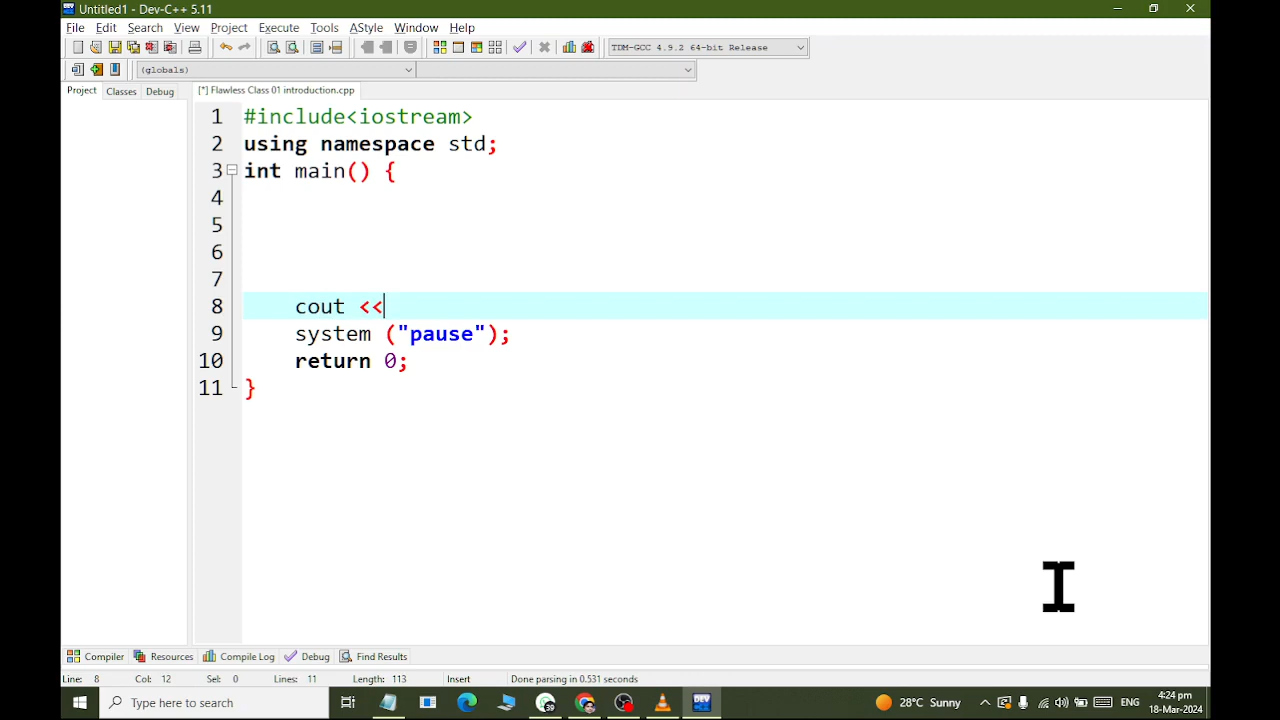 Untitled1 - Dev-C++ 5.11
File Edit Search View Project Execute Tools AStyle Window Help
TDM-GCC 4.9.2 64-bit Release
(globals)
Project Classes Debug [*] Flawless Class 01 introduction.cpp
1 #include<iostream>
2 using namespace std;
3 int main() {
4
5
6
7
8 cout <<
9 system ("pause");
10 return 0;
11 }
Compiler Resources Compile Log Debug Find Results
Line: 8 Col: 12 Sel: 0 Lines: 11 Length: 113 Insert Done parsing in 0.531 seconds
Type here to search DEV 28°C Sunny ENG 4:24 pm
18-Mar-2024